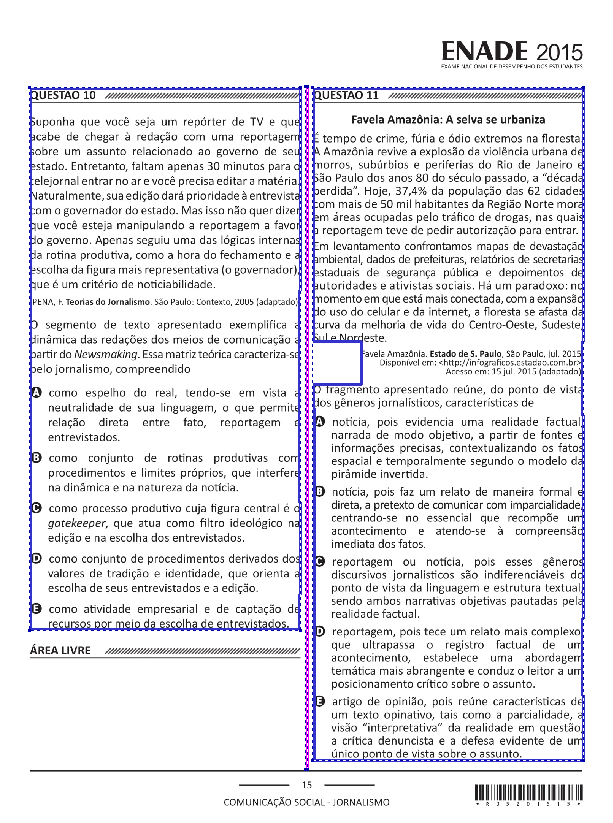 ENADE 2015
EXAME NACIONAL DE DESEMPENHO DOS ESTUDANTES
QUESTÃO 10
Suponha que você seja um repórter de TV e que
acabe de chegar à redação com uma reportagem
sobre um assunto relacionado ao governo de seu
estado. Entretanto, faltam apenas 30 minutos para o
telejornal entrar no ar e você precisa editar a matéria.
Naturalmente, sua edição dará prioridade à entrevista
com o governador do estado. Mas isso não quer dizer
que você esteja manipulando a reportagem a favor
do governo. Apenas seguiu uma das lógicas internas
da rotina produtiva, como a hora do fechamento e a
escolha da figura mais representativa (o governador),
que é um critério de noticiabilidade.
PENA, F. Teorias do Jornalismo. São Paulo: Contexto, 2005 (adaptado).
O segmento de texto apresentado exemplifica a
dinâmica das redações dos meios de comunicação a
partir do Newsmaking. Essa matriz teórica caracteriza-se
pelo jornalismo, compreendido
A como espelho do real, tendo-se em vista a
neutralidade de sua linguagem, o que permite
relação direta entre fato, reportagem e
entrevistados.
B como conjunto de rotinas produtivas com
procedimentos e limites próprios, que interfere
na dinâmica e na natureza da notícia.
C como processo produtivo cuja figura central é o
gatekeeper, que atua como filtro ideológico na
edição e na escolha dos entrevistados.
D como conjunto de procedimentos derivados dos
valores de tradição e identidade, que orienta a
escolha de seus entrevistados e a edição.
E como atividade empresarial e de captação de
recursos por meio da escolha de entrevistados.
ÁREA LIVRE
QUESTÃO 11
Favela Amazônia: A selva se urbaniza
É tempo de crime, fúria e ódio extremos na floresta.
A Amazônia revive a explosão da violência urbana de
morros, subúrbios e periferias do Rio de Janeiro e
São Paulo dos anos 80 do século passado, a “década
perdida”. Hoje, 37,4% da população das 62 cidades
com mais de 50 mil habitantes da Região Norte mora
em áreas ocupadas pelo tráfico de drogas, nas quais
a reportagem teve de pedir autorização para entrar.
Em levantamento confrontamos mapas de devastação
ambiental, dados de prefeituras, relatórios de secretarias
estaduais de segurança pública e depoimentos de
autoridades e ativistas sociais. Há um paradoxo: no
momento em que está mais conectada, com a expansão
do uso do celular e da internet, a floresta se afasta da
curva da melhoria de vida do Centro-Oeste, Sudeste,
Sul e Nordeste.
Favela Amazônia. Estado de S. Paulo, São Paulo, jul. 2015.
Disponível em: <http://infograficos.estadao.com.br>.
Acesso em: 15 jul. 2015 (adaptado).
O fragmento apresentado reúne, do ponto de vista
dos gêneros jornalísticos, características de
A notícia, pois evidencia uma realidade factual,
narrada de modo objetivo, a partir de fontes e
informações precisas, contextualizando os fatos
espacial e temporalmente segundo o modelo da
pirâmide invertida.
B notícia, pois faz um relato de maneira formal e
direta, a pretexto de comunicar com imparcialidade,
centrando-se no essencial que recompõe um
acontecimento e atendo-se à compreensão
imediata dos fatos.
C reportagem ou notícia, pois esses gêneros
discursivos jornalísticos são indiferenciáveis do
ponto de vista da linguagem e estrutura textual,
sendo ambos narrativas objetivas pautadas pela
realidade factual.
D reportagem, pois tece um relato mais complexo,
que ultrapassa o registro factual de um
acontecimento, estabelece uma abordagem
temática mais abrangente e conduz o leitor a um
posicionamento crítico sobre o assunto.
E artigo de opinião, pois reúne características de
um texto opinativo, tais como a parcialidade, a
visão “interpretativa” da realidade em questão,
a crítica denuncista e a defesa evidente de um
único ponto de vista sobre o assunto.
15
COMUNICAÇÃO SOCIAL - JORNALISMO
*R1520151​5*